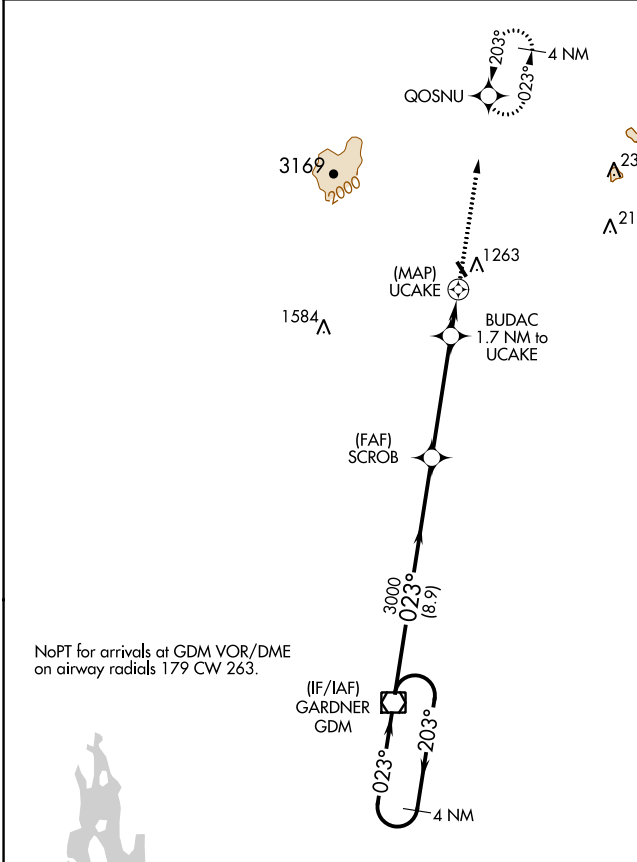 203°
4 NM
023°
QOSNU
3169
2000
23
21
1263
(MAP)
UCAKE
1584
BUDAC
1.7 NM to
UCAKE
(FAF)
SCROB
3000
023°
(8.9)
NoPT for arrivals at GDM VOR/DME
on airway radials 179 CW 263.
(IF/IAF)
GARDNER
GDM
203°
023°
4 NM